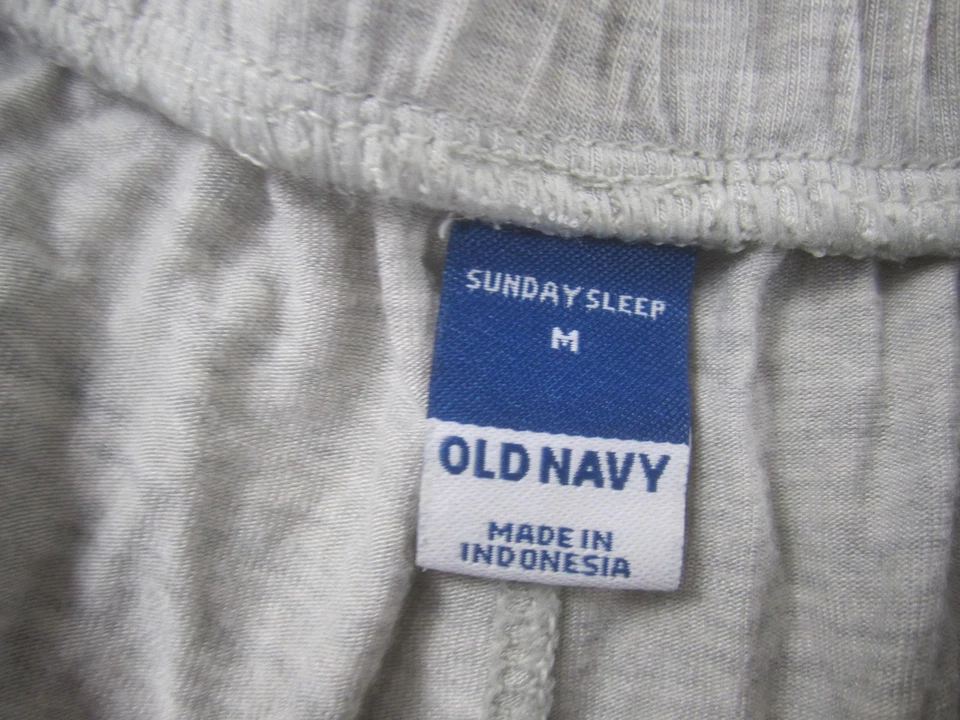 SUNDAY SLEEP
M
OLD NAVY
MADE IN
INDONESIA